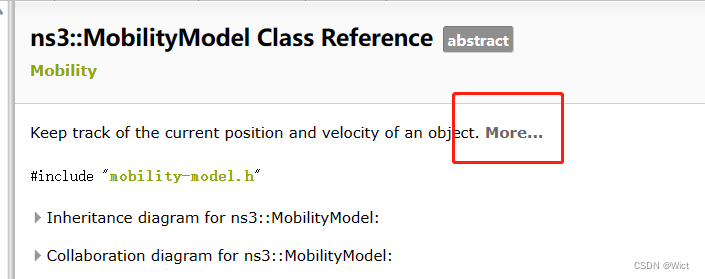 ns3::MobilityModel Class Reference abstract
Mobility
Keep track of the current position and velocity of an object. More...
#include "mobility-model.h"
Inheritance diagram for ns3::MobilityModel:
Collaboration diagram for ns3::MobilityModel:
CSDN @Wict